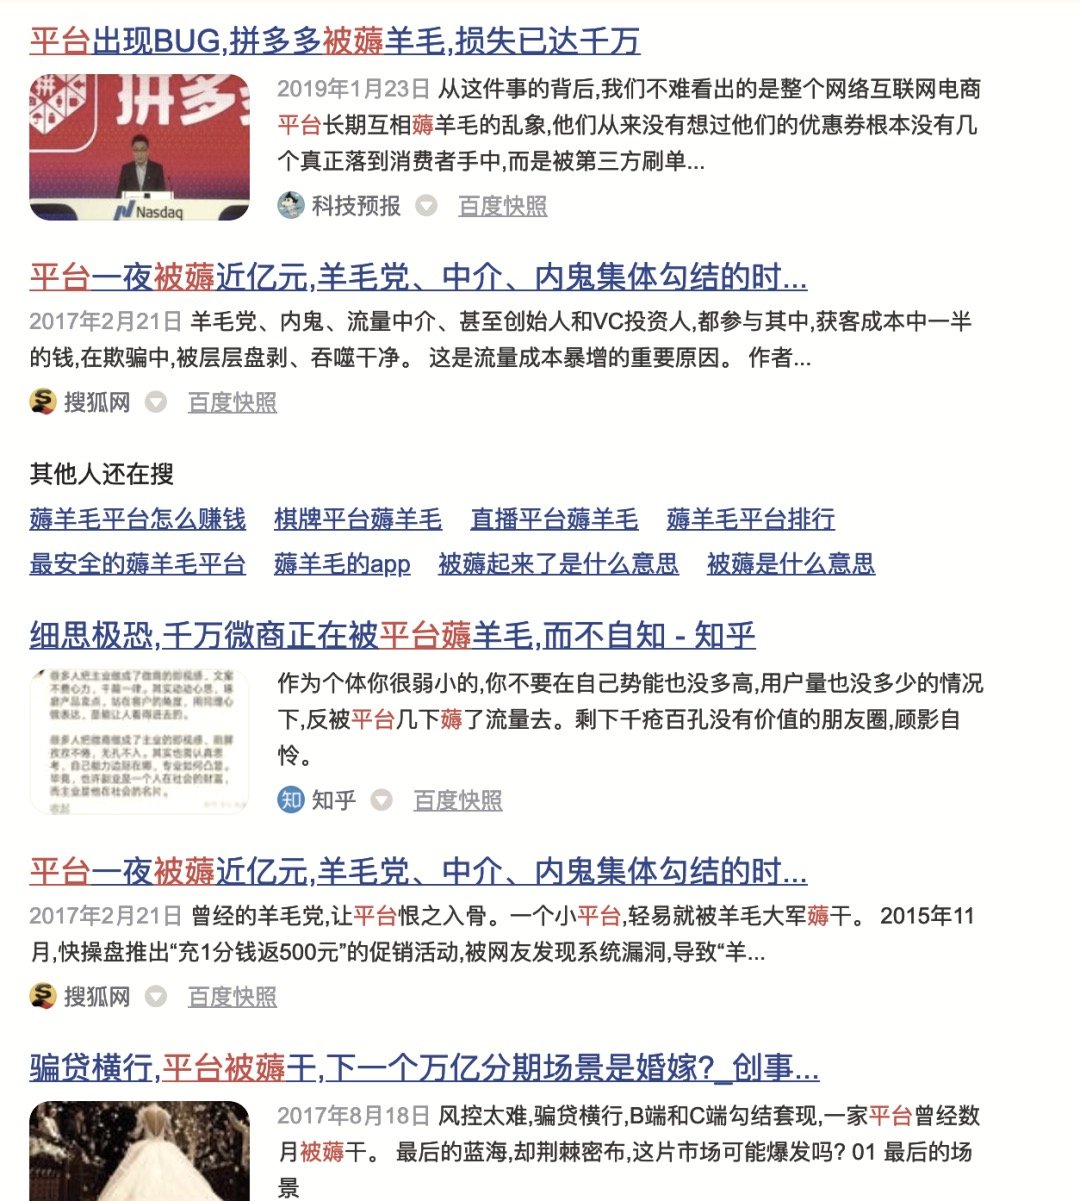 平台出现BUG,拼多多被薅羊毛,损失已达千万
拼多多
Nasdaq
2019年1月23日 从这件事的背后,我们不难看出的是整个网络互联网电商
平台长期互相薅羊毛的乱象,他们从来没有想过他们的优惠券根本没有几
个真正落到消费者手中,而是被第三方刷单...
科技预报 百度快照
平台一夜被薅近亿元,羊毛党、中介、内鬼集体勾结的时...
2017年2月21日 羊毛党、内鬼、流量中介、甚至创始人和VC投资人,都参与其中,获客成本中一半
的钱,在欺骗中,被层层盘剥、吞噬干净。 这是流量成本暴增的重要原因。 作者...
搜狐网 百度快照
其他人还在搜
薅羊毛平台怎么赚钱 棋牌平台薅羊毛 直播平台薅羊毛 薅羊毛平台排行
最安全的薅羊毛平台 薅羊毛的app 被薅起来了是什么意思 被薅是什么意思
细思极恐,千万微商正在被平台薅羊毛,而不自知 - 知乎
作为个体你很弱小的,你不要在自己势能也没多高,用户量也没多少的情况
下,反被平台几下薅了流量去。剩下千疮百孔没有价值的朋友圈,顾影自
怜。
知 知乎 百度快照
平台一夜被薅近亿元,羊毛党、中介、内鬼集体勾结的时...
2017年2月21日 曾经的羊毛党,让平台恨之入骨。一个小平台,轻易就被羊毛大军薅干。 2015年11
月,快操盘推出“充1分钱返500元”的促销活动,被网友发现系统漏洞,导致“羊...
搜狐网 百度快照
骗贷横行,平台被薅干,下一个万亿分期场景是婚嫁?_创事...
2017年8月18日 风控太难,骗贷横行,B端和C端勾结套现,一家平台曾经数
月被薅干。 最后的蓝海,却荆棘密布,这片市场可能爆发吗? 01 最后的场
景